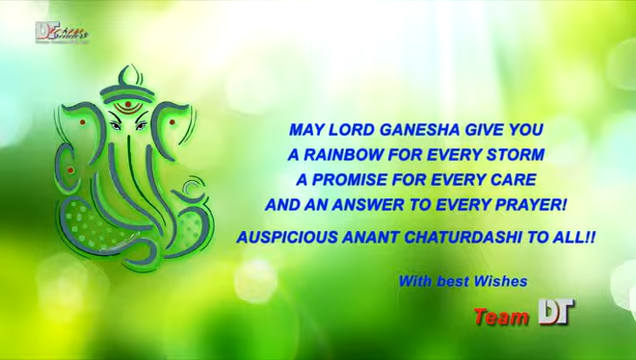 MAY LORD GANESHA GIVE YOU
A RAINBOW FOR EVERY STORM
A PROMISE FOR EVERY CARE
AND AN ANSWER TO EVERY PRAYER!
AUSPICIOUS ANANT CHATURDASHI TO ALL!!
With best Wishes
Team DT